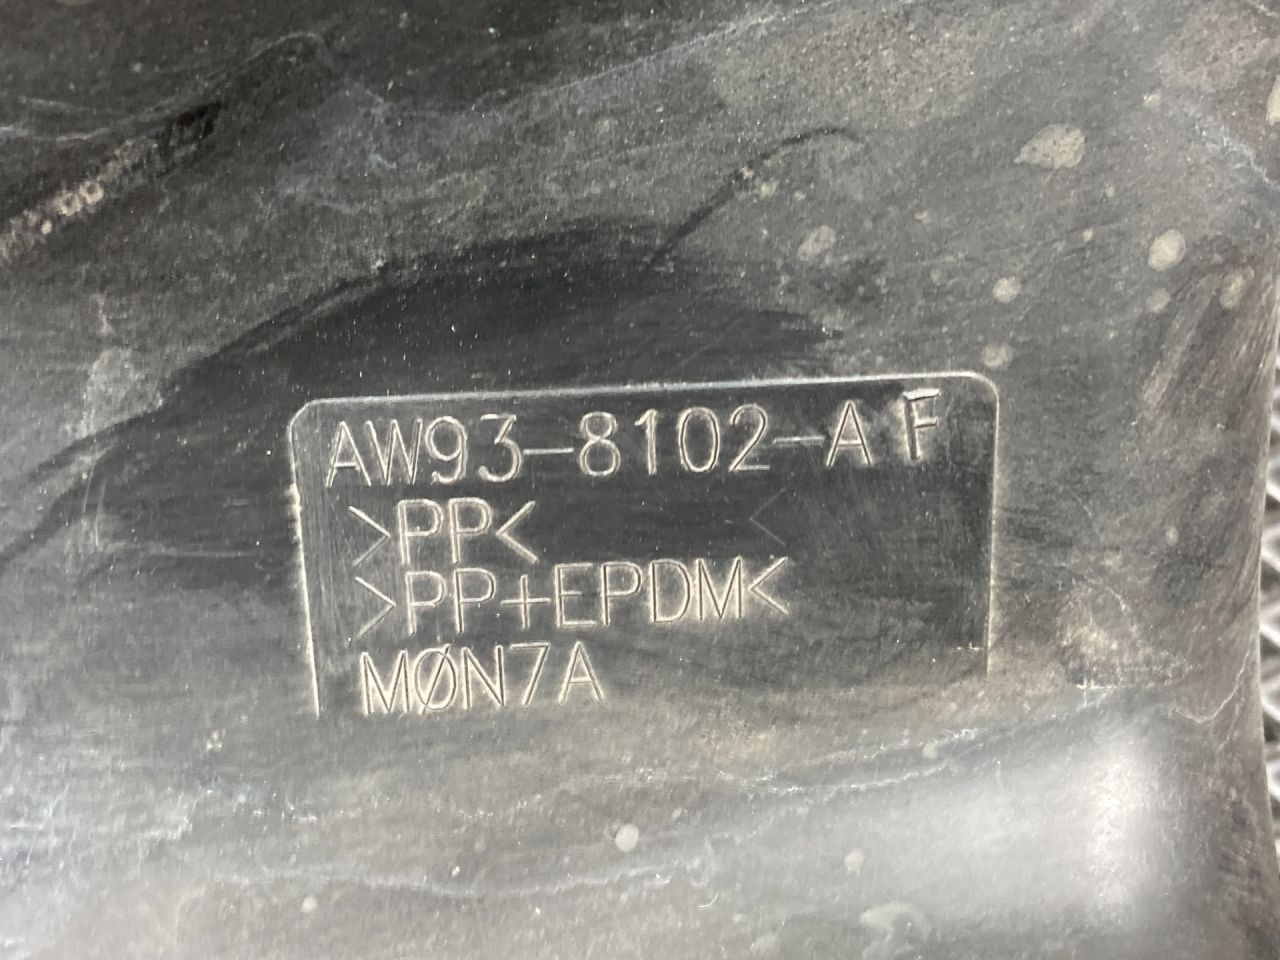 AW93-8102-AF
>PP<
>PP+EPDM<
MØN7A